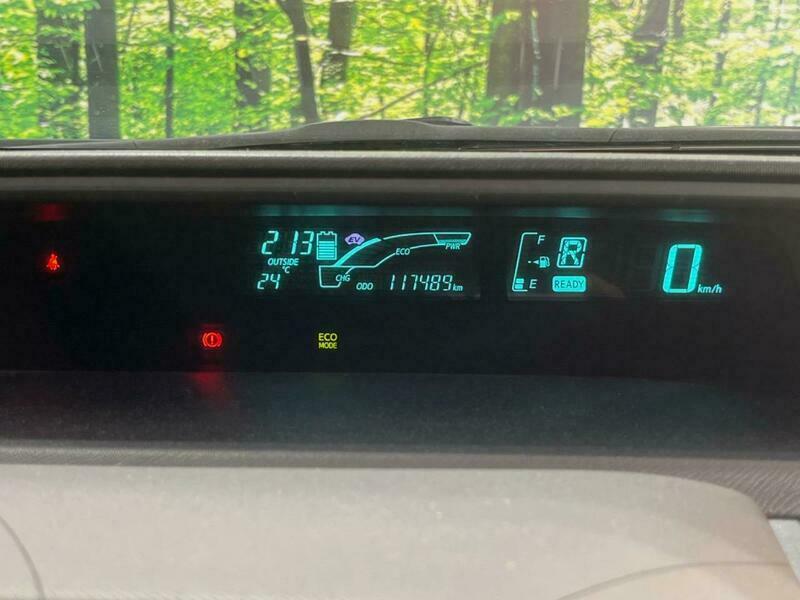 2 13
EV
ECO
PWR
OUTSIDE
24 °C
CHG
ODO 117489 km
F
R
E
READY
0 km/h
ECO
MODE